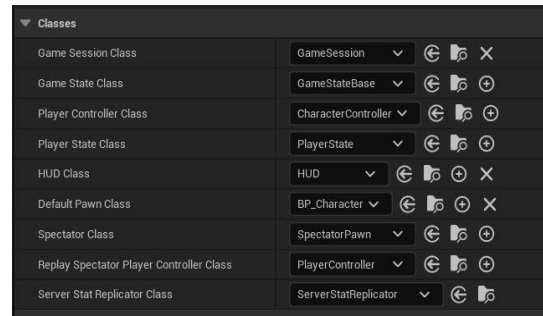 Classes
Game Session Class GameSession
Game State Class GameStateBase
Player Controller Class CharacterController
Player State Class PlayerState
HUD Class HUD
Default Pawn Class BP_Character
Spectator Class SpectatorPawn
Replay Spectator Player Controller Class PlayerController
Server Stat Replicator Class ServerStatReplicator